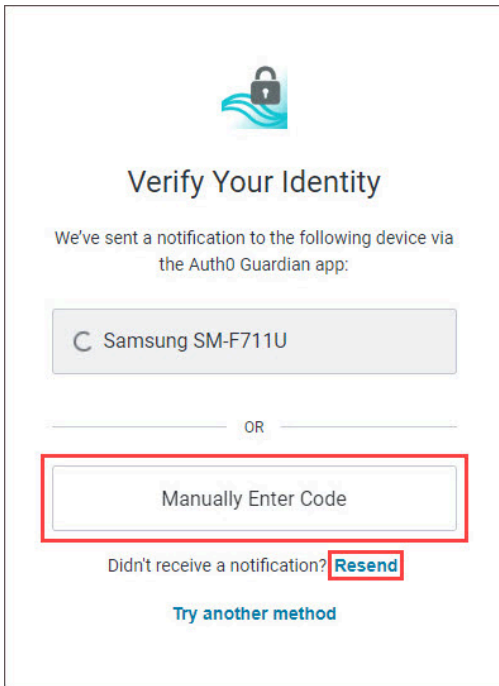 Verify Your Identity
We've sent a notification to the following device via
the Auth0 Guardian app:
Samsung SM-F711U
OR
Manually Enter Code
Didn't receive a notification? Resend
Try another method